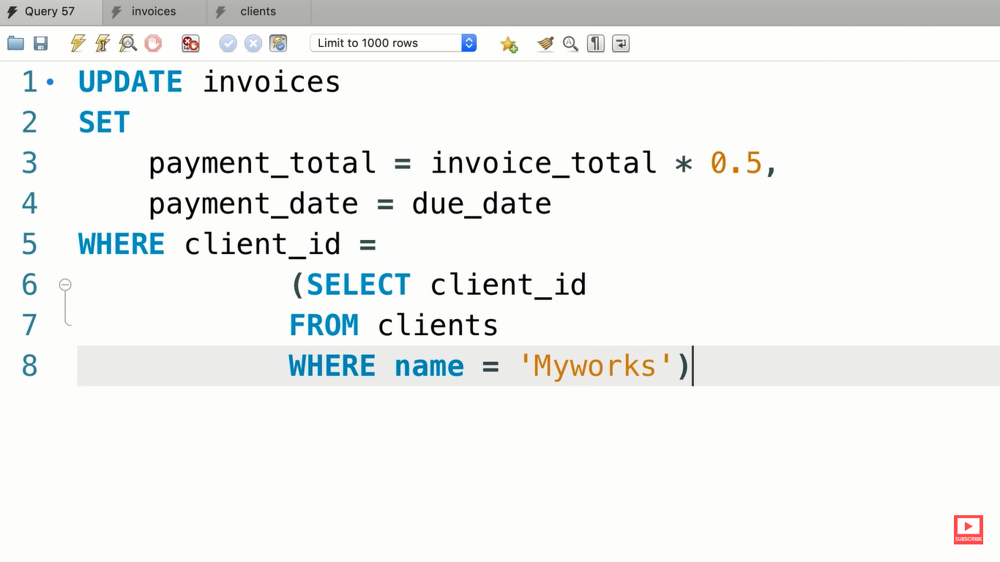 Query 57
invoices
clients
Limit to 1000 rows
1 UPDATE invoices
2 SET
3 payment_total = invoice_total * 0.5,
4 payment_date = due_date
5 WHERE client_id =
6 (SELECT client_id
7 FROM clients
8 WHERE name = 'Myworks')
SUBSCRIBE